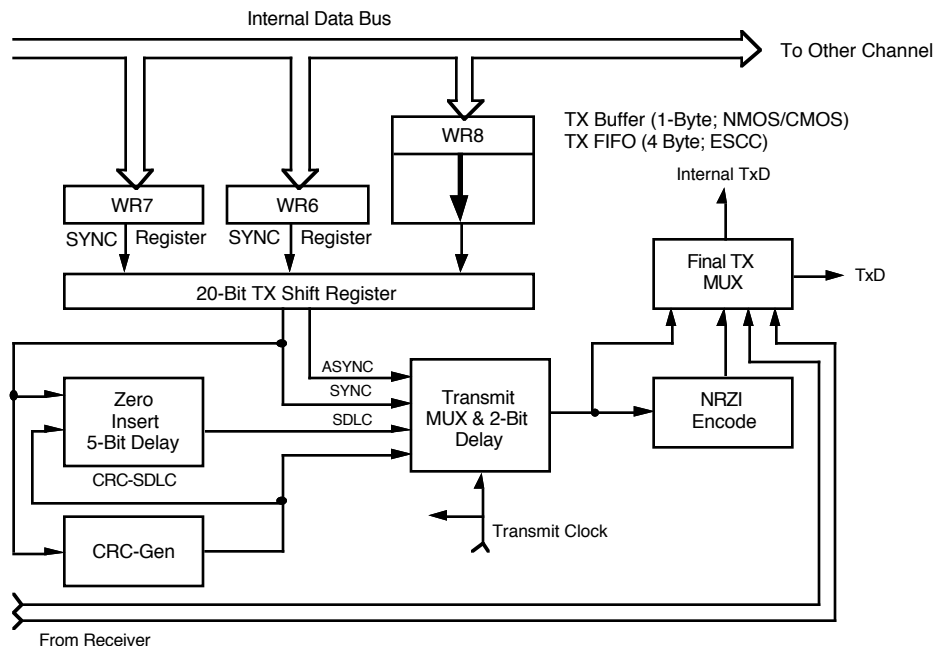 Internal Data Bus
To Other Channel
TX Buffer (1-Byte; NMOS/CMOS)
TX FIFO (4 Byte; ESCC)
WR8
Internal TxD
WR7
WR6
SYNC Register
SYNC Register
Final TX
MUX
TxD
20-Bit TX Shift Register
ASYNC
SYNC
SDLC
Zero
Insert
5-Bit Delay
Transmit
MUX & 2-Bit
Delay
NRZI
Encode
CRC-SDLC
CRC-Gen
Transmit Clock
From Receiver